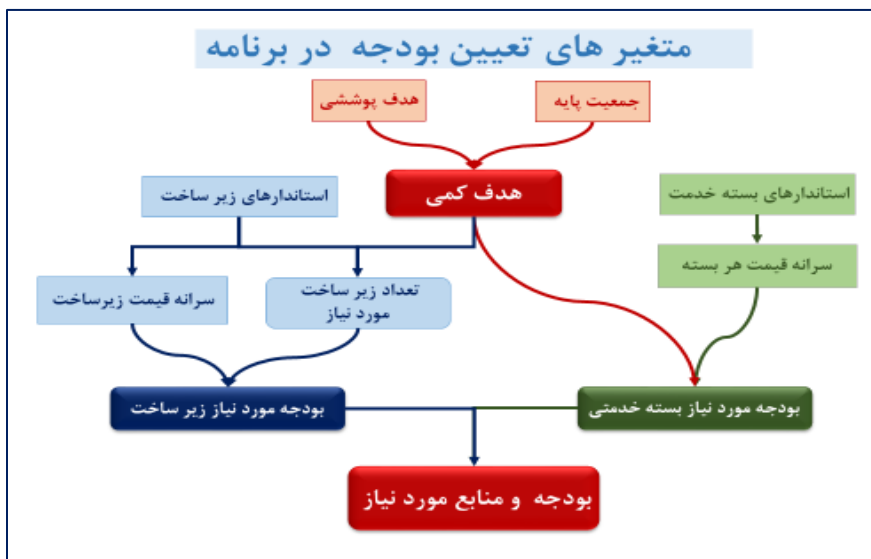 متغیر های تعیین بودجه در برنامه
جمعیت پایه
هدف پوششی
هدف کمی
استاندارهای بسته خدمت
استاندارهای زیر ساخت
سرانه قیمت هر بسته
تعداد زیر ساخت
مورد نیاز
سرانه قیمت زیرساخت
بودجه مورد نیاز بسته خدمتی
بودجه مورد نیاز زیر ساخت
بودجه و منابع مورد نیاز